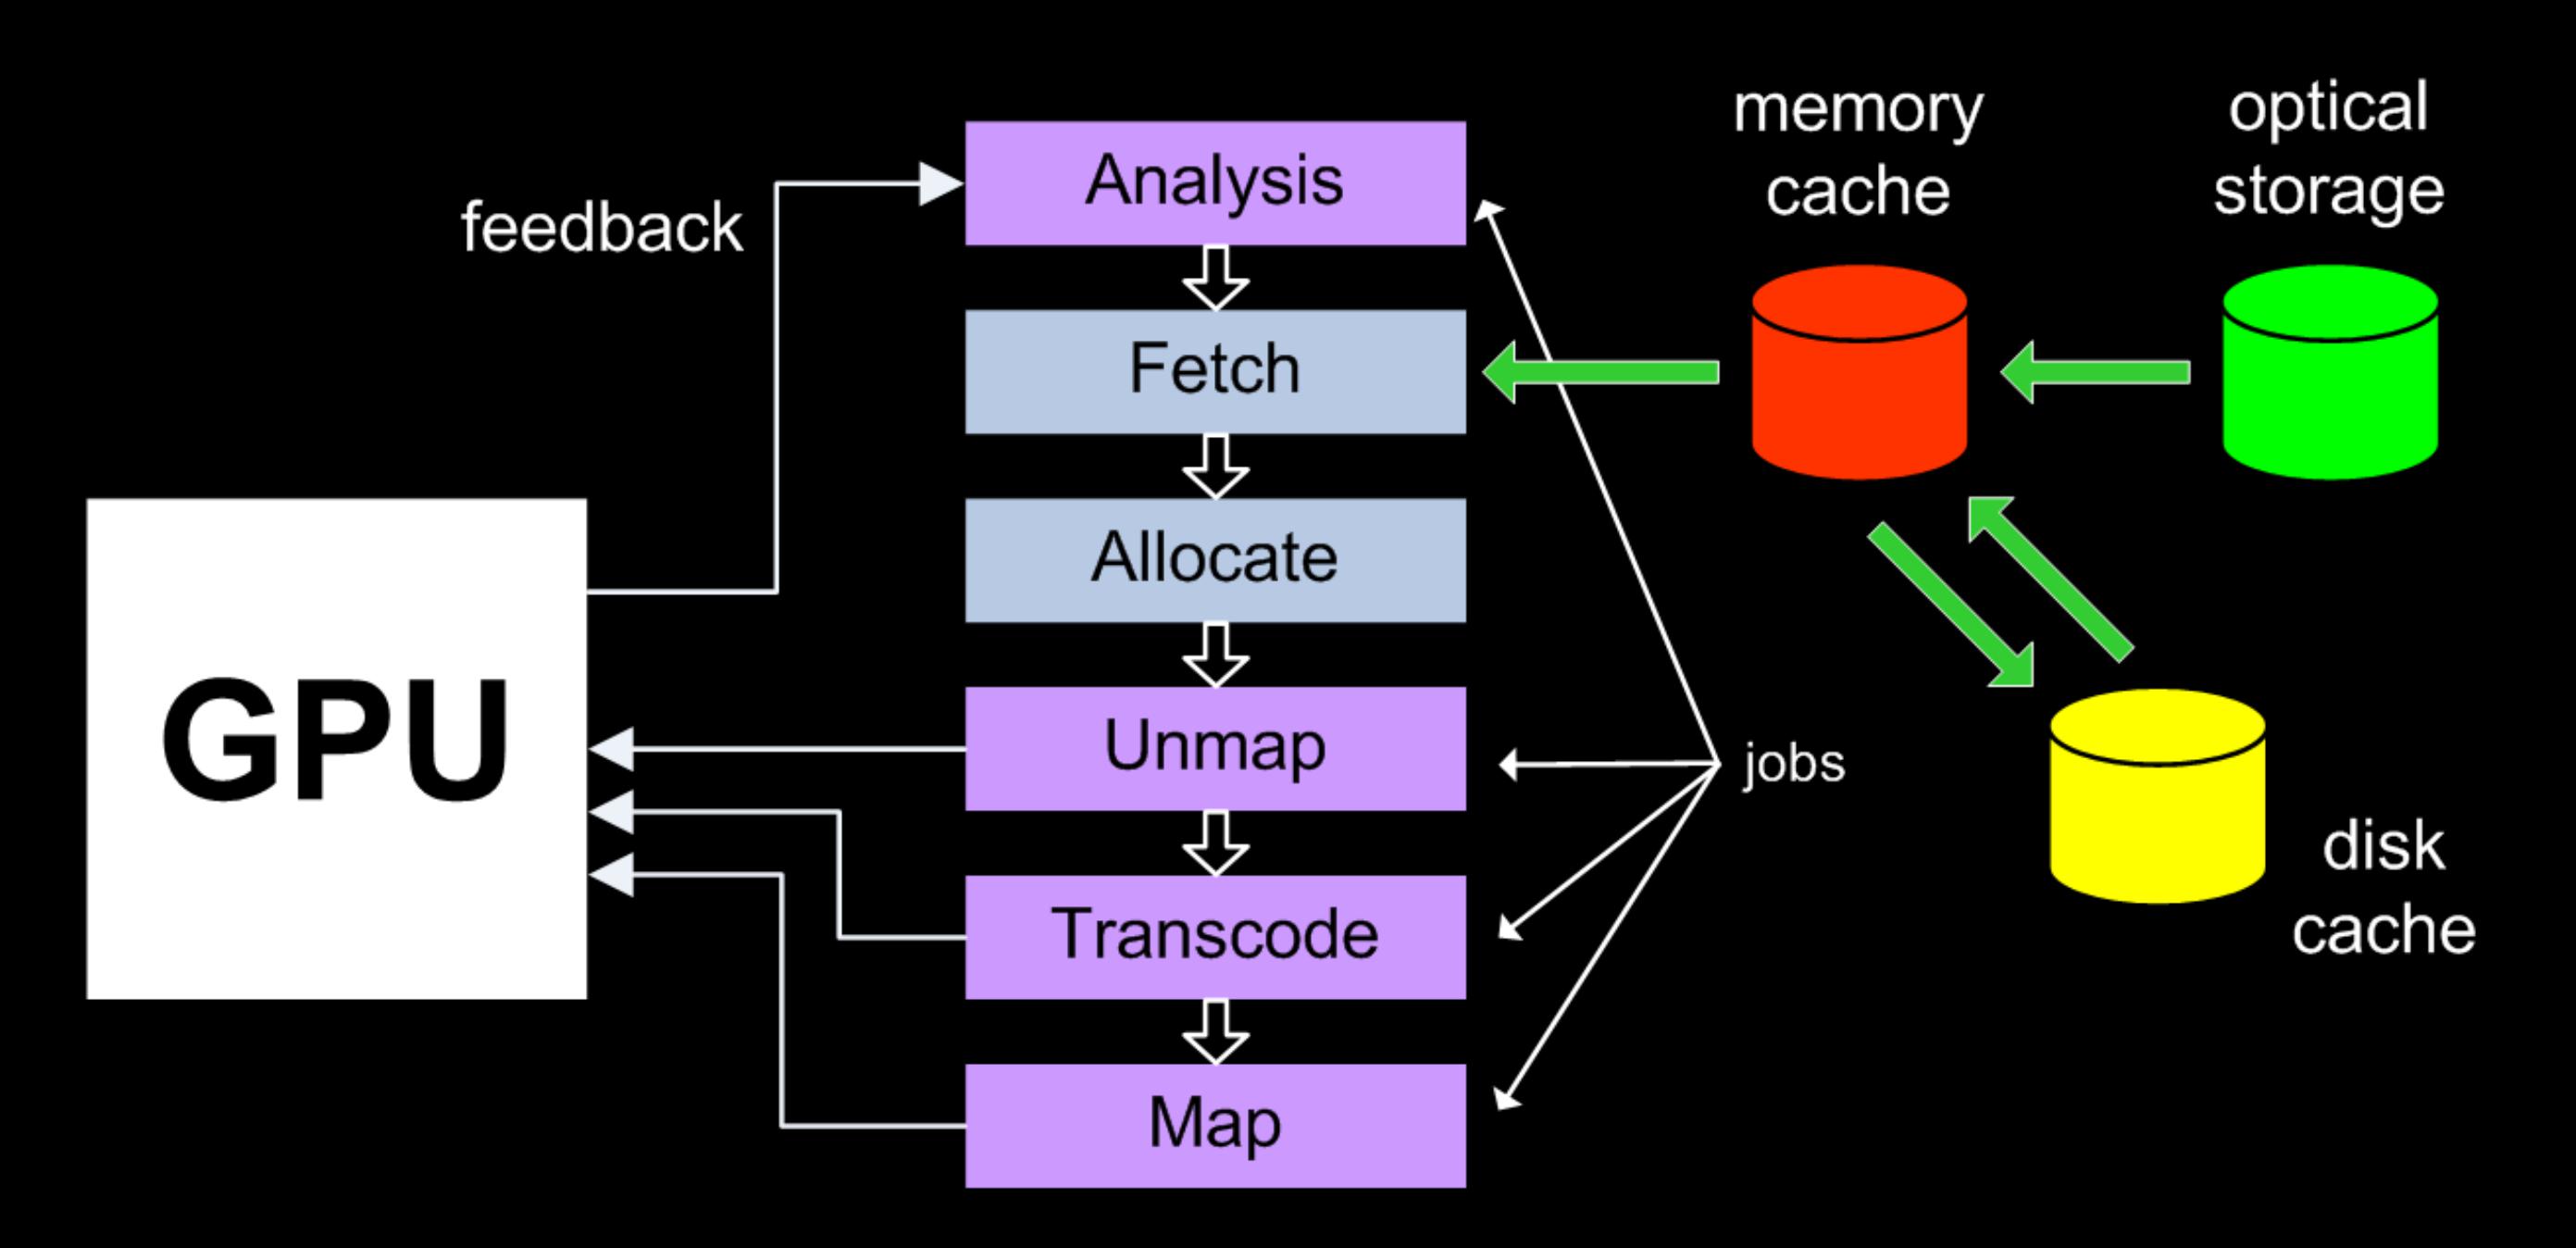 memory
cache
optical
storage
feedback
Analysis
Fetch
Allocate
GPU
Unmap
jobs
Transcode
disk
cache
Map